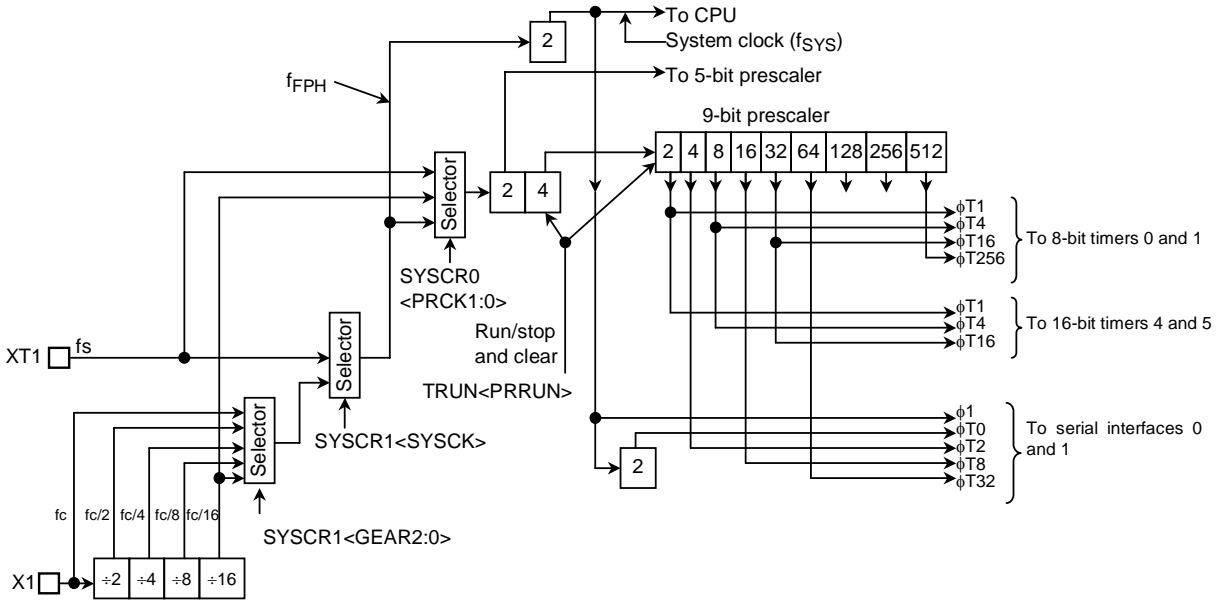 To CPU
2
System clock (fSYS)
To 5-bit prescaler
fFPH
9-bit prescaler
2 4 8 16 32 64 128 256 512
Selector
2 4
ϕT1
ϕT4
ϕT16
ϕT256
To 8-bit timers 0 and 1
SYSCR0
<PRCK1:0>
ϕT1
ϕT4
ϕT16
To 16-bit timers 4 and 5
Run/stop
and clear
TRUN<PRRUN>
XT1
fs
Selector
SYSCR1<SYSCK>
Selector
ϕ1
ϕT0
ϕT2
ϕT8
ϕT32
To serial interfaces 0
and 1
2
fc
fc/2
fc/4
fc/8
fc/16
SYSCR1<GEAR2:0>
X1
÷2 ÷4 ÷8 ÷16